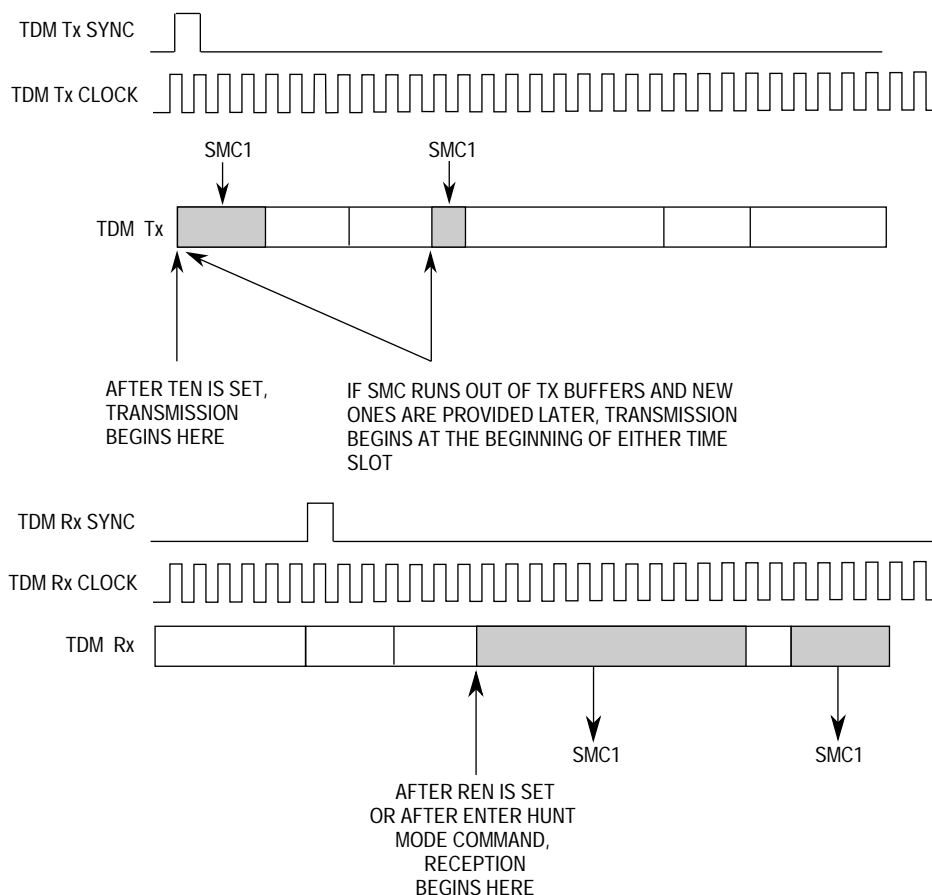 TDM Tx SYNC
TDM Tx CLOCK
SMC1
SMC1
TDM Tx
AFTER TEN IS SET,
TRANSMISSION
BEGINS HERE
IF SMC RUNS OUT OF TX BUFFERS AND NEW
ONES ARE PROVIDED LATER, TRANSMISSION
BEGINS AT THE BEGINNING OF EITHER TIME
SLOT
TDM Rx SYNC
TDM Rx CLOCK
TDM Rx
SMC1
SMC1
AFTER REN IS SET
OR AFTER ENTER HUNT
MODE COMMAND,
RECEPTION
BEGINS HERE